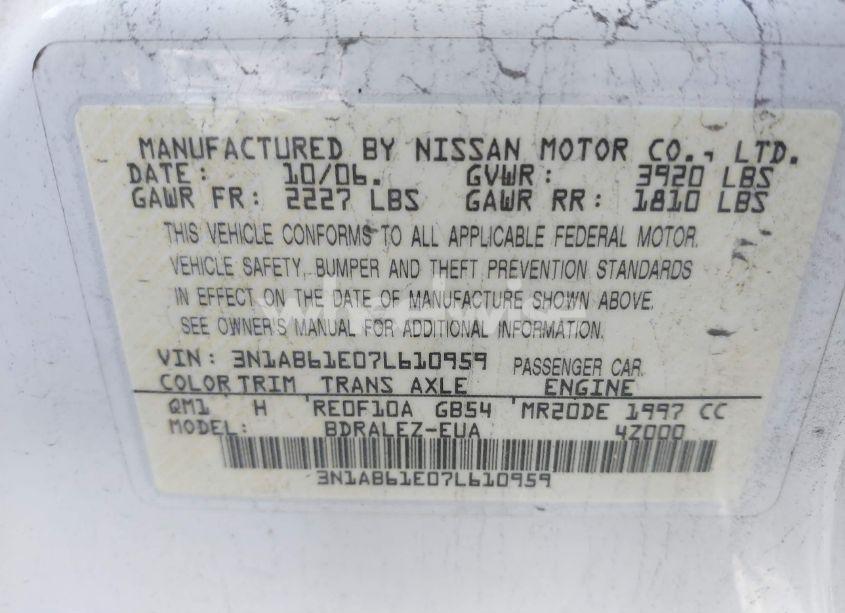 MANUFACTURED BY NISSAN MOTOR CO., LTD.
DATE: 10/06. GVWR: 3920 LBS
GAWR FR: 2227 LBS GAWR RR: 1810 LBS
THIS VEHICLE CONFORMS TO ALL APPLICABLE FEDERAL MOTOR.
VEHICLE SAFETY, BUMPER AND THEFT PREVENTION STANDARDS
IN EFFECT ON THE DATE OF MANUFACTURE SHOWN ABOVE.
SEE OWNER'S MANUAL FOR ADDITIONAL INFORMATION.
VIN: 3N1AB61E07L610959 PASSENGER CAR
COLOR TRIM TRANS AXLE ENGINE
QM1 H RE0F10A GB54 MR20DE 1997 CC
MODEL: BDRALEZ-EUA 4Z000
3N1AB61E07L610959